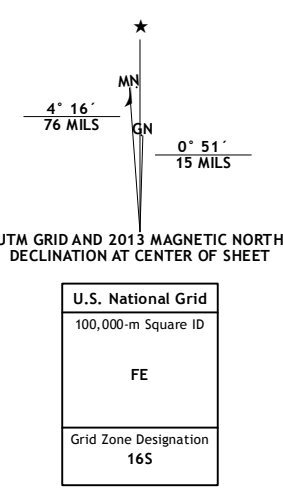 ★
MN
4° 16´
76 MILS
GN
0° 51´
15 MILS
UTM GRID AND 2013 MAGNETIC NORTH
DECLINATION AT CENTER OF SHEET
U.S. National Grid
100,000-m Square ID
FE
Grid Zone Designation
16S